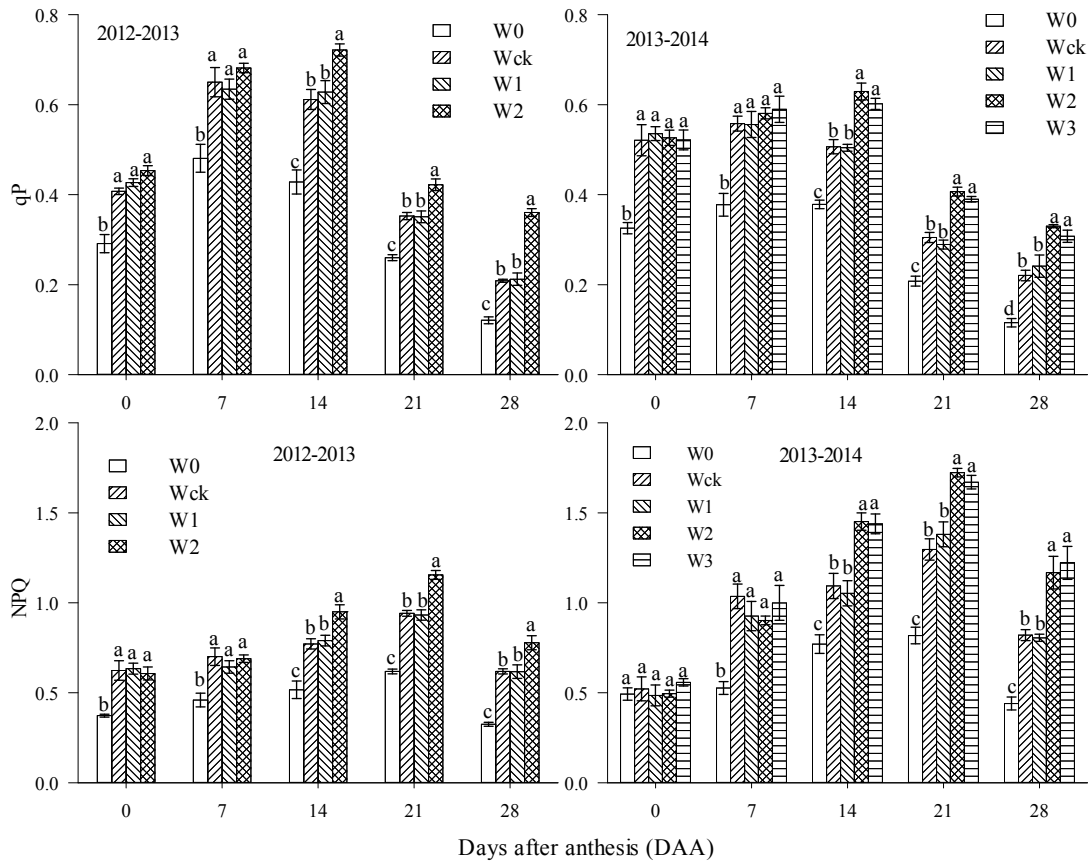 0.8
0.6
0.4
0.2
0.0
qP
2012-2013
W0
Wck
W1
W2
b a a a
b a a a
c b b a
c b b a
c b b a
0 7 14 21 28
0.8
0.6
0.4
0.2
0.0
2013-2014
W0
Wck
W1
W2
W3
b a a a a
b a a a a
c b b a a
c b b a a
d b b a a
0 7 14 21 28
2.0
1.5
1.0
0.5
0.0
NPQ
2012-2013
W0
Wck
W1
W2
b a a a
b a a a
c b b a
c b b a
c b b a
0 7 14 21 28
2.0
1.5
1.0
0.5
0.0
2013-2014
W0
Wck
W1
W2
W3
a a a a a
b a a a a
c b b a a
c b b a a
c b b a a
0 7 14 21 28
Days after anthesis (DAA)